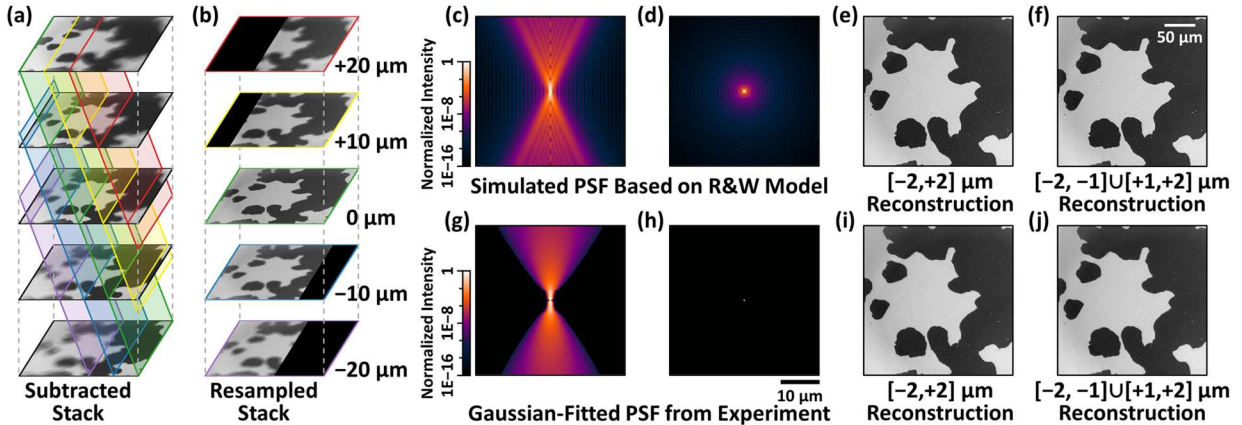 (a)
(b)
(c)
(d)
(e)
(f)
+20 μm
+10 μm
0 μm
−10 μm
−20 μm
Subtracted
Stack
Resampled
Stack
Normalized Intensity
1
1E−8
1E−16
Simulated PSF Based on R&W Model
50 μm
[−2,+2] μm
Reconstruction
[−2, −1]∪[+1,+2] μm
Reconstruction
(g)
(h)
(i)
(j)
Normalized Intensity
1
1E−8
1E−16
10 μm
Gaussian-Fitted PSF from Experiment
[−2,+2] μm
Reconstruction
[−2, −1]∪[+1,+2] μm
Reconstruction